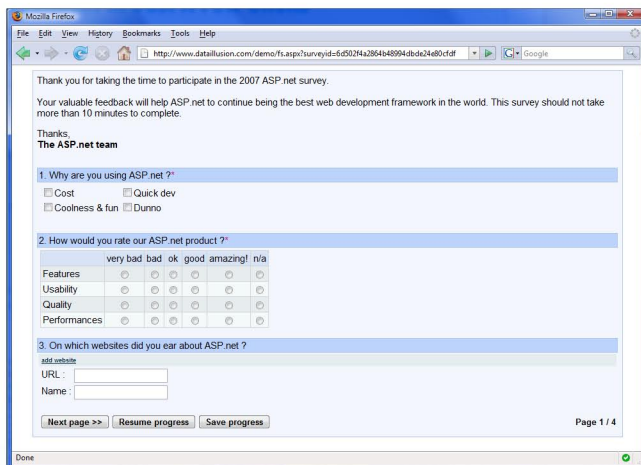 Mozilla Firefox
File Edit View History Bookmarks Tools Help
http://www.dataillusion.com/demo/fs.aspx?surveyid=6d502f4a2864b48994dbde24e80cfdf
G Google
Thank you for taking the time to participate in the 2007 ASP.net survey.
Your valuable feedback will help ASP.net to continue being the best web development framework in the world. This survey should not take
more than 10 minutes to complete.
Thanks,
The ASP.net team
1. Why are you using ASP.net ?*
Cost Quick dev
Coolness & fun Dunno
2. How would you rate our ASP.net product ?*
very bad bad ok good amazing! n/a
Features
Usability
Quality
Performances
3. On which websites did you ear about ASP.net ?
add website
URL :
Name :
Next page >> Resume progress Save progress Page 1 / 4
Done